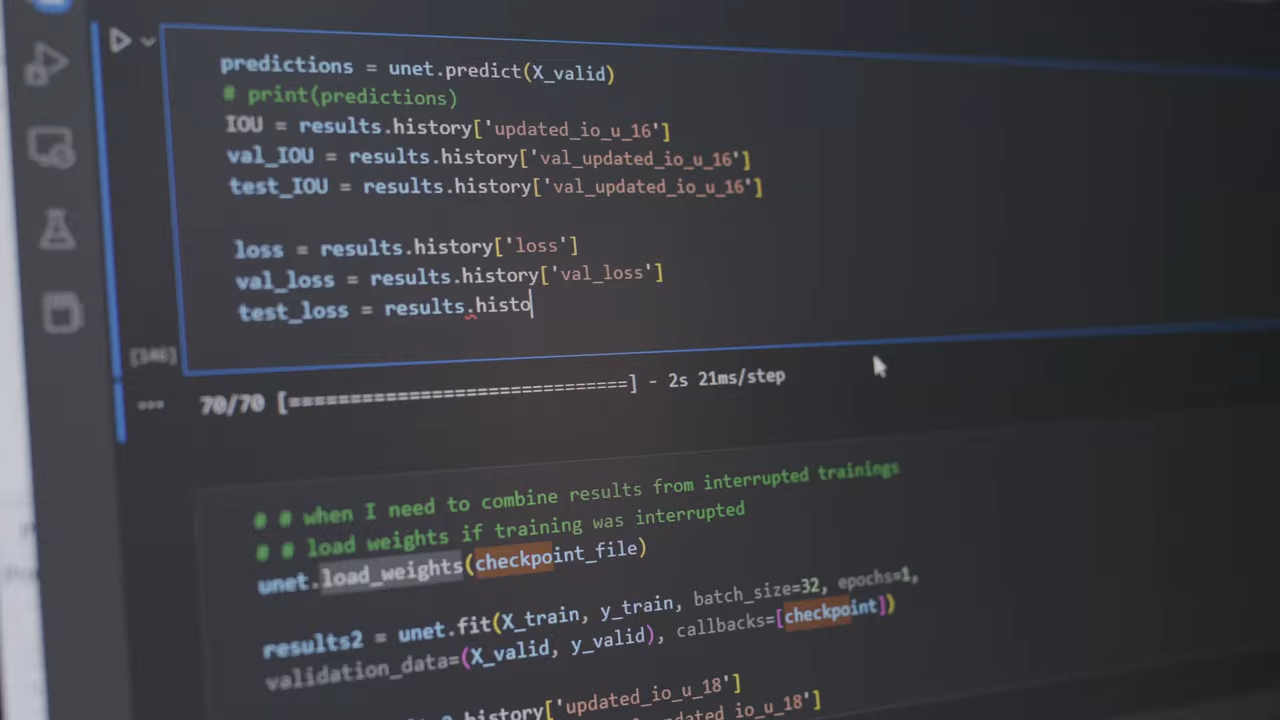 predictions = unet.predict(X_valid)
# print(predictions)
IOU = results.history['updated_io_u_16']
val_IOU = results.history['val_updated_io_u_16']
test_IOU = results.history['val_updated_io_u_16']
loss = results.history['loss']
val_loss = results.history['val_loss']
test_loss = results.histo
[146]
70/70 [==============================] - 2s 21ms/step
# # when I need to combine results from interrupted trainings
# # load weights if training was interrupted
unet.load_weights(checkpoint_file)
results2 = unet.fit(X_train, y_train, batch_size=32, epochs=1,
validation_data=(X_valid, y_valid), callbacks=[checkpoint])
.history['updated_io_u_18']
updated_io_u_18']